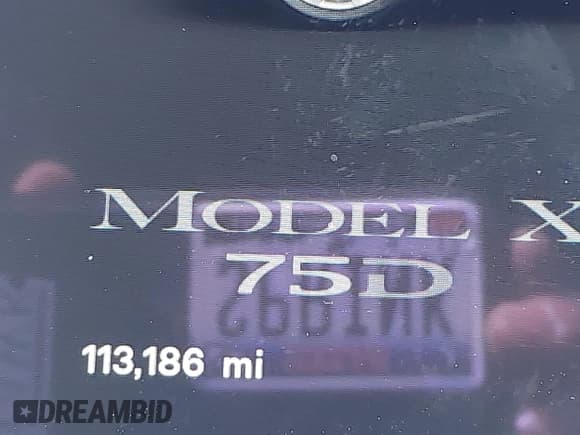 MODEL X
75D
113,186 mi
DREAMBID